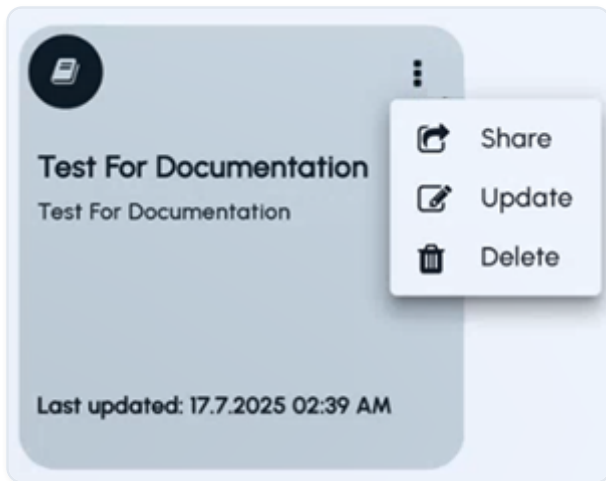 Test For Documentation
Test For Documentation
Last updated: 17.7.2025 02:39 AM
Share
Update
Delete